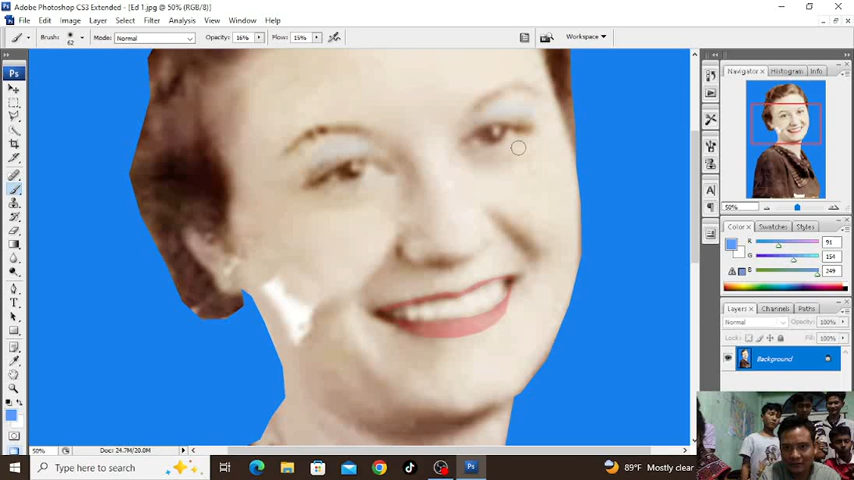 Adobe Photoshop CS3 Extended - [Ed 1.jpg @ 50% (RGB/8)]
File Edit Image Layer Select Filter Analysis View Window Help
Brush: 62 Mode: Normal Opacity: 16% Flow: 15% Workspace
Ps
Navigator Histogram Info
50%
Color Swatches Styles
R 91
G 154
B 249
Layers Channels Paths
Normal Opacity: 100%
Lock: Fill: 100%
Background
50% Doc: 24.7M/20.0M
Type here to search
89°F Mostly clear